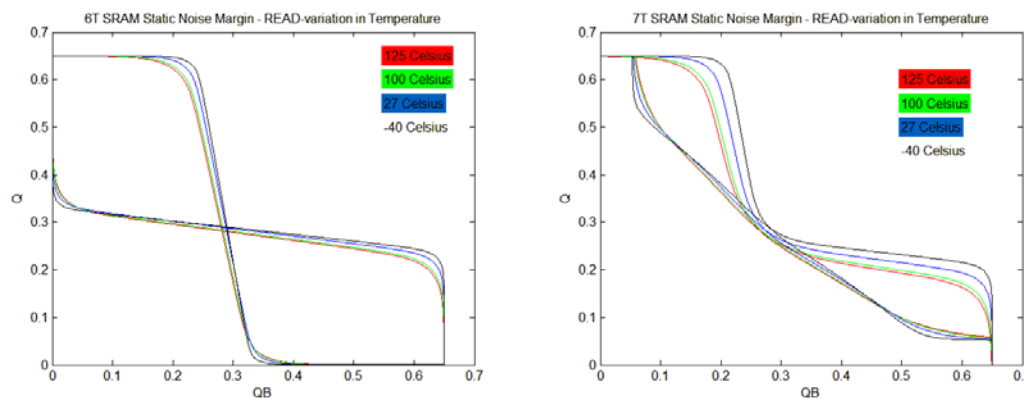 6T SRAM Static Noise Margin - READ-variation in Temperature
0.7
0.6
0.5
0.4
0.3
0.2
0.1
0
Q
125 Celsius
100 Celsius
27 Celsius
-40 Celsius
0 0.1 0.2 0.3 0.4 0.5 0.6 0.7
QB
7T SRAM Static Noise Margin - READ-variation in Temperature
0.7
0.6
0.5
0.4
0.3
0.2
0.1
0
Q
125 Celsius
100 Celsius
27 Celsius
-40 Celsius
0 0.1 0.2 0.3 0.4 0.5 0.6 0.7
QB